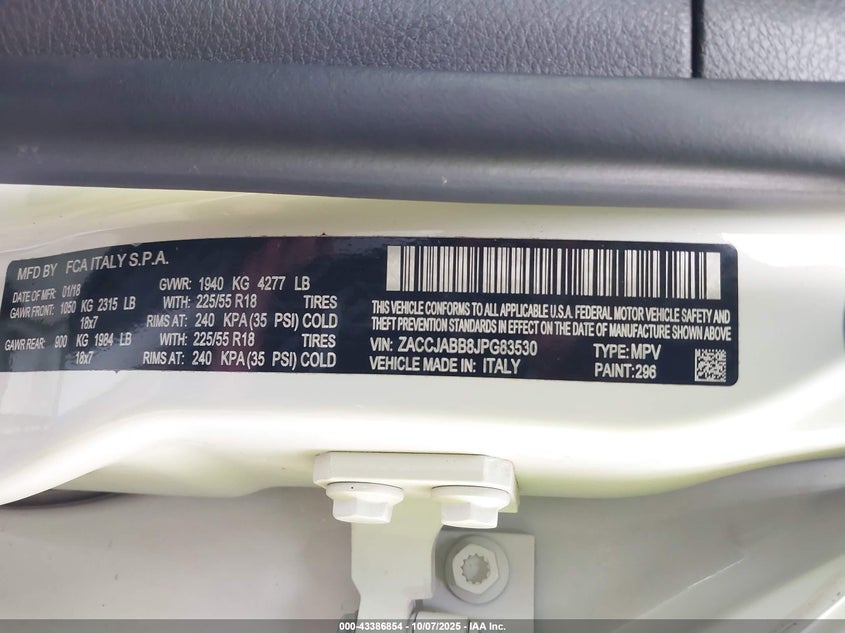 MFD BY FCA ITALY S.P.A.
DATE OF MFR: 01/18 GVWR: 1940 KG 4277 LB
GAWR FRONT: 1050 KG 2315 LB WITH: 225/55 R18 TIRES
18x7 RIMS AT: 240 KPA (35 PSI) COLD
GAWR REAR: 900 KG 1984 LB WITH: 225/55 R18 TIRES
18x7 RIMS AT: 240 KPA (35 PSI) COLD
THIS VEHICLE CONFORMS TO ALL APPLICABLE U.S.A. FEDERAL MOTOR VEHICLE SAFETY AND
THEFT PREVENTION STANDARDS IN EFFECT ON THE DATE OF MANUFACTURE SHOWN ABOVE
VIN: ZACCJABB8JPG83530 TYPE: MPV
VEHICLE MADE IN: ITALY PAINT: 296
000-43386854 | 10/07/2025 - IAA Inc.